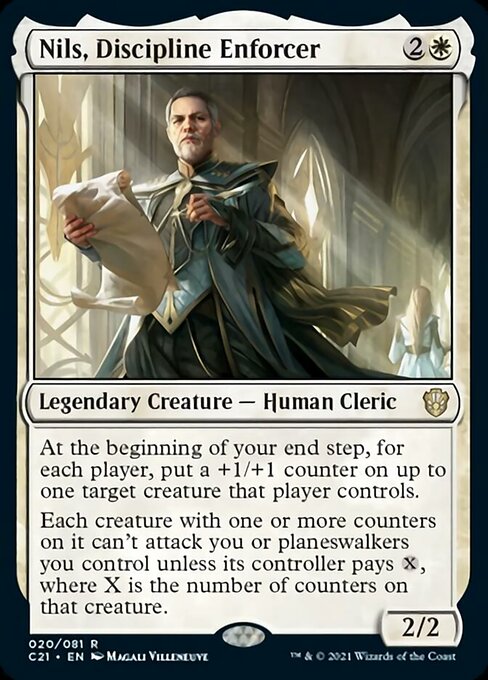 Nils, Discipline Enforcer 2
Legendary Creature — Human Cleric
At the beginning of your end step, for
each player, put a +1/+1 counter on up to
one target creature that player controls.
Each creature with one or more counters
on it can't attack you or planeswalkers
you control unless its controller pays X,
where X is the number of counters on
that creature.
2/2
020/081 R
C21 • EN Magali Villeneuve
™ & © 2021 Wizards of the Coast